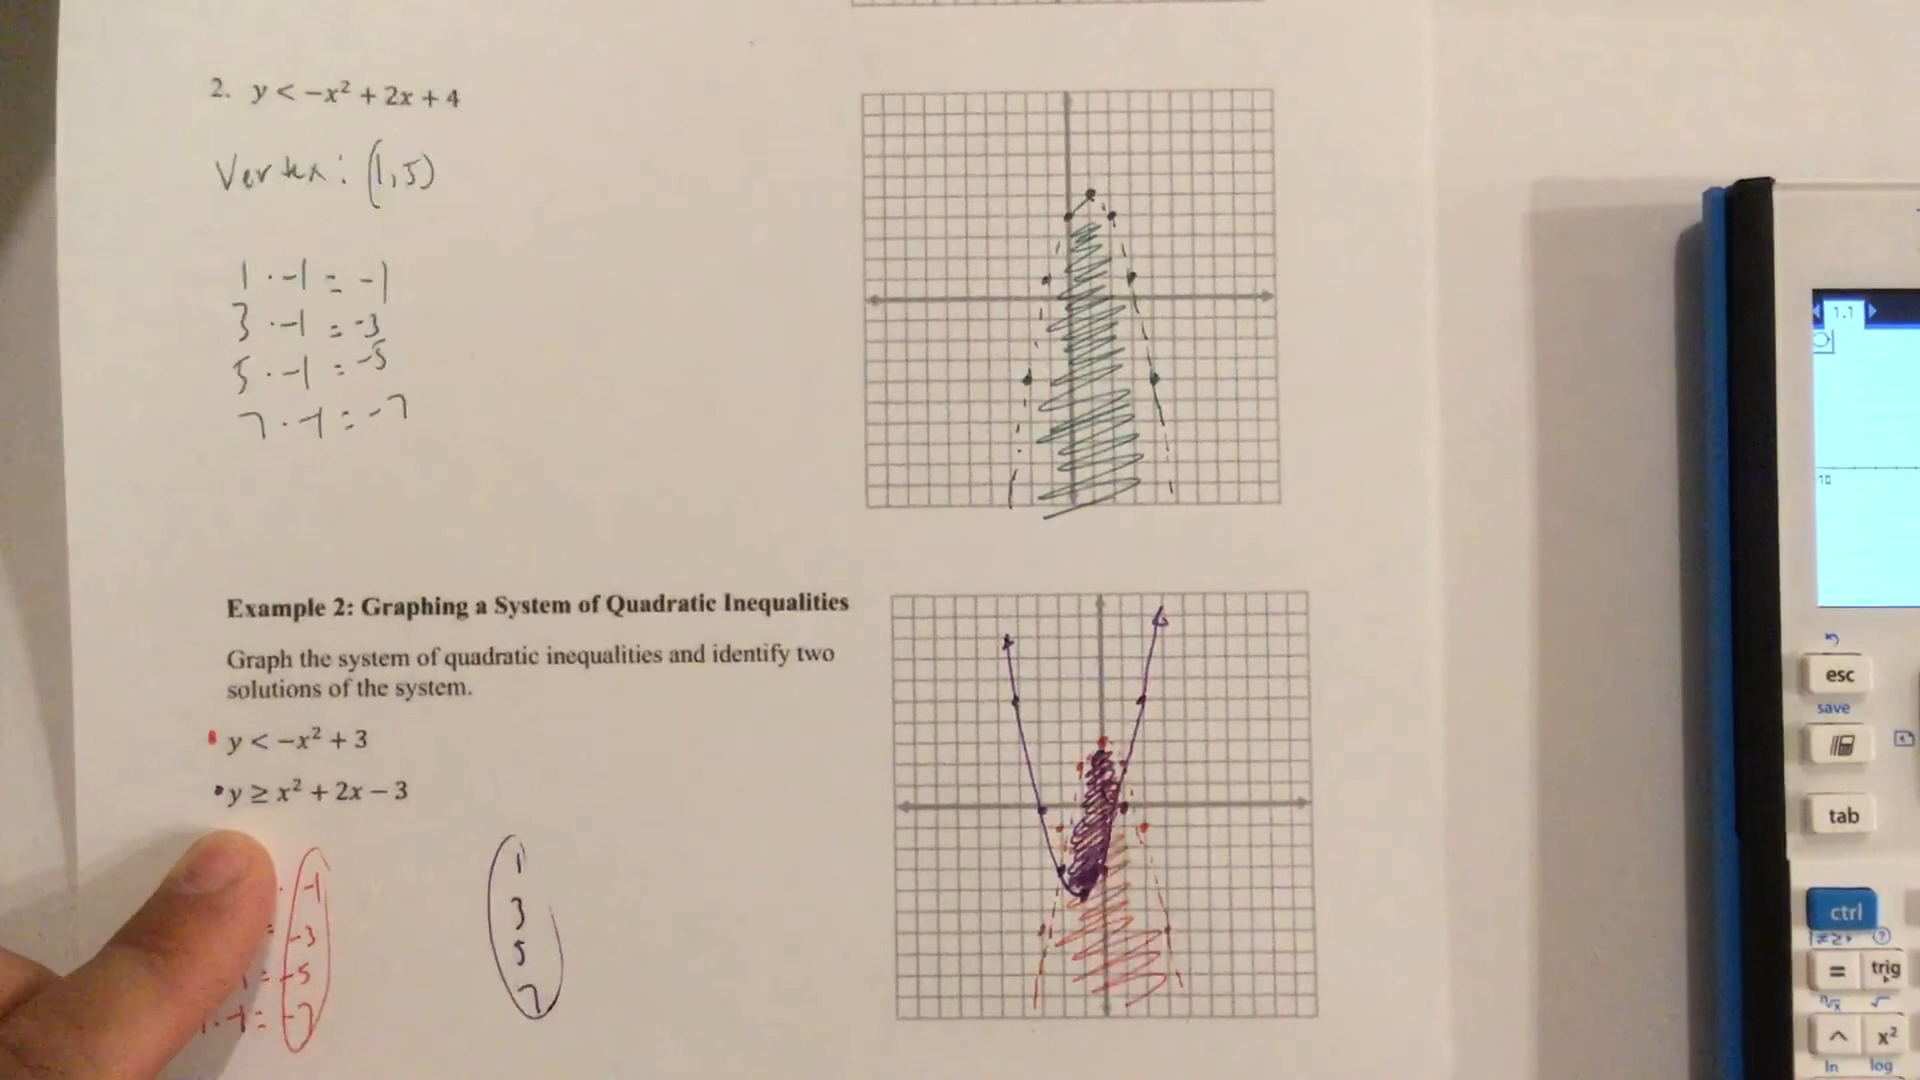 2. y < −x² + 2x + 4
Vertex: (1,5)
1 · -1 = -1
3 · -1 = -3
5 · -1 = -5
7 · -1 = -7
Example 2: Graphing a System of Quadratic Inequalities
Graph the system of quadratic inequalities and identify two
solutions of the system.
y < −x² + 3
y ≥ x² + 2x − 3
-1
= -3
1 = -5
· -1 = -7
1
3
5
7
1.1
10
esc
save
tab
ctrl
=
trig
^
x²
ln
log